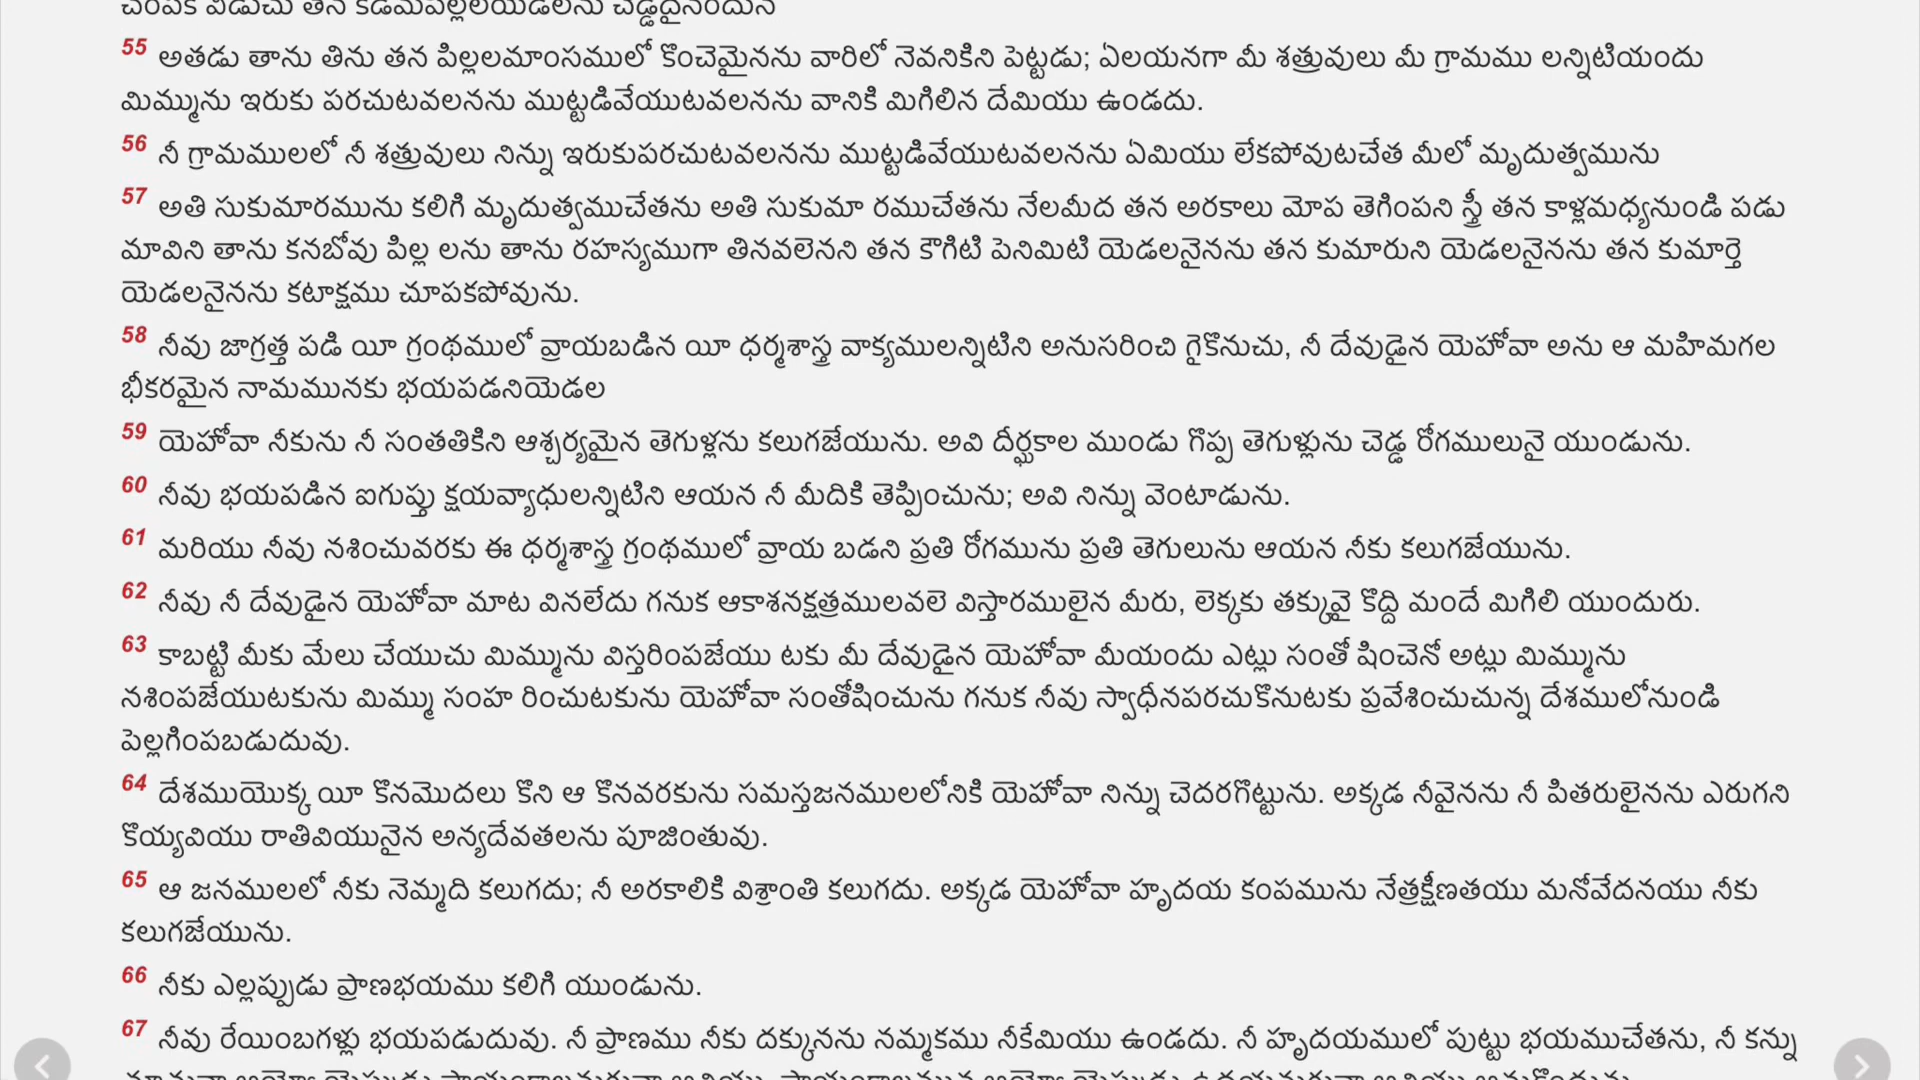 చంపక విడుచు తన కడమపిల్లలయెడలను చెడ్డదైనందున
55 అతడు తాను తిను తన పిల్లలమాంసములో కొంచెమైనను వారిలో నెవనికిని పెట్టడు; ఏలయనగా మీ శత్రువులు మీ గ్రామము లన్నిటియందు
మిమ్మును ఇరుకు పరచుటవలనను ముట్టడివేయుటవలనను వానికి మిగిలిన దేమియు ఉండదు.
56 నీ గ్రామములలో నీ శత్రువులు నిన్ను ఇరుకుపరచుటవలనను ముట్టడివేయుటవలనను ఏమియు లేకపోవుటచేత మీలో మృదుత్వమును
57 అతి సుకుమారమును కలిగి మృదుత్వముచేతను అతి సుకుమా రముచేతను నేలమీద తన అరకాలు మోప తెగింపని స్త్రీ తన కాళ్లమధ్యనుండి పడు
మావిని తాను కనబోవు పిల్ల లను తాను రహస్యముగా తినవలెనని తన కౌగిటి పెనిమిటి యెడలనైనను తన కుమారుని యెడలనైనను తన కుమార్తె
యెడలనైనను కటాక్షము చూపకపోవును.
58 నీవు జాగ్రత్త పడి యీ గ్రంథములో వ్రాయబడిన యీ ధర్మశాస్త్ర వాక్యములన్నిటిని అనుసరించి గైకొనుచు, నీ దేవుడైన యెహోవా అను ఆ మహిమగల
భీకరమైన నామమునకు భయపడనియెడల
59 యెహోవా నీకును నీ సంతతికిని ఆశ్చర్యమైన తెగుళ్లను కలుగజేయును. అవి దీర్ఘకాల ముండు గొప్ప తెగుళ్లును చెడ్డ రోగములునై యుండును.
60 నీవు భయపడిన ఐగుప్తు క్షయవ్యాధులన్నిటిని ఆయన నీ మీదికి తెప్పించును; అవి నిన్ను వెంటాడును.
61 మరియు నీవు నశించువరకు ఈ ధర్మశాస్త్ర గ్రంథములో వ్రాయ బడని ప్రతి రోగమును ప్రతి తెగులును ఆయన నీకు కలుగజేయును.
62 నీవు నీ దేవుడైన యెహోవా మాట వినలేదు గనుక ఆకాశనక్షత్రములవలె విస్తారములైన మీరు, లెక్కకు తక్కువై కొద్ది మందే మిగిలి యుందురు.
63 కాబట్టి మీకు మేలు చేయుచు మిమ్మును విస్తరింపజేయు టకు మీ దేవుడైన యెహోవా మీయందు ఎట్లు సంతో షించెనో అట్లు మిమ్మును
నశింపజేయుటకును మిమ్ము సంహ రించుటకును యెహోవా సంతోషించును గనుక నీవు స్వాధీనపరచుకొనుటకు ప్రవేశించుచున్న దేశములోనుండి
పెల్లగింపబడుదువు.
64 దేశముయొక్క యీ కొనమొదలు కొని ఆ కొనవరకును సమస్తజనములలోనికి యెహోవా నిన్ను చెదరగొట్టును. అక్కడ నీవైనను నీ పితరులైనను ఎరుగని
కొయ్యవియు రాతివియునైన అన్యదేవతలను పూజింతువు.
65 ఆ జనములలో నీకు నెమ్మది కలుగదు; నీ అరకాలికి విశ్రాంతి కలుగదు. అక్కడ యెహోవా హృదయ కంపమును నేత్రక్షీణతయు మనోవేదనయు నీకు
కలుగజేయును.
66 నీకు ఎల్లప్పుడు ప్రాణభయము కలిగి యుండును.
67 నీవు రేయింబగళ్లు భయపడుదువు. నీ ప్రాణము నీకు దక్కునను నమ్మకము నీకేమియు ఉండదు. నీ హృదయములో పుట్టు భయముచేతను, నీ కన్ను